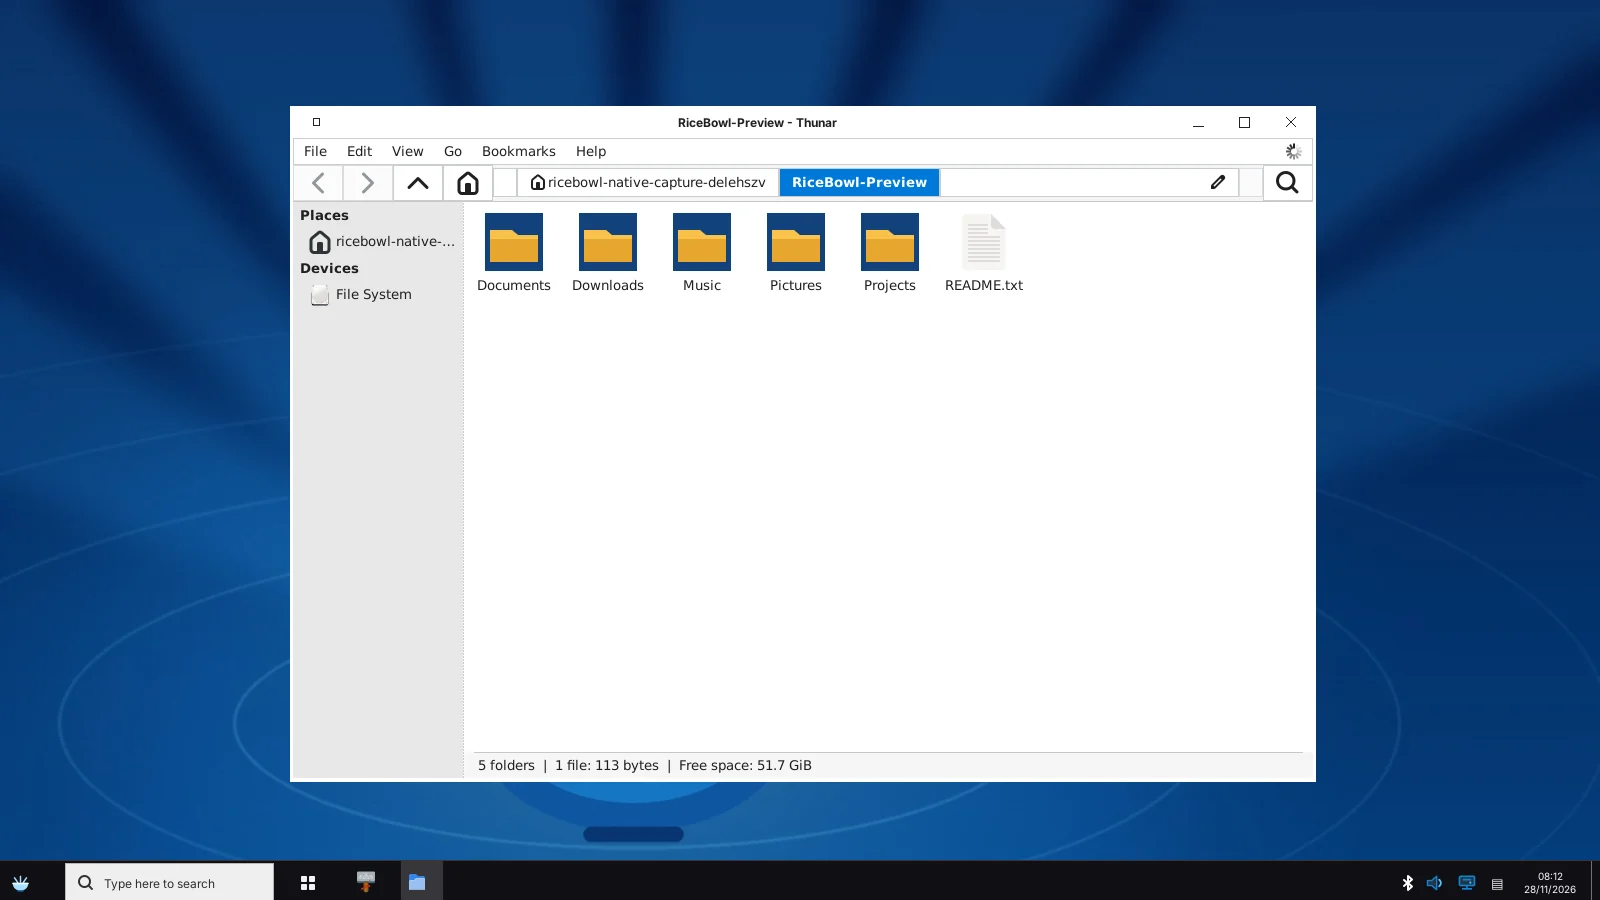 RiceBowl-Preview - Thunar
File Edit View Go Bookmarks Help
ricebowl-native-capture-delehszv RiceBowl-Preview
Places
ricebowl-native-...
Devices
File System
Documents Downloads Music Pictures Projects README.txt
5 folders | 1 file: 113 bytes | Free space: 51.7 GiB
Type here to search
08:12
28/11/2026